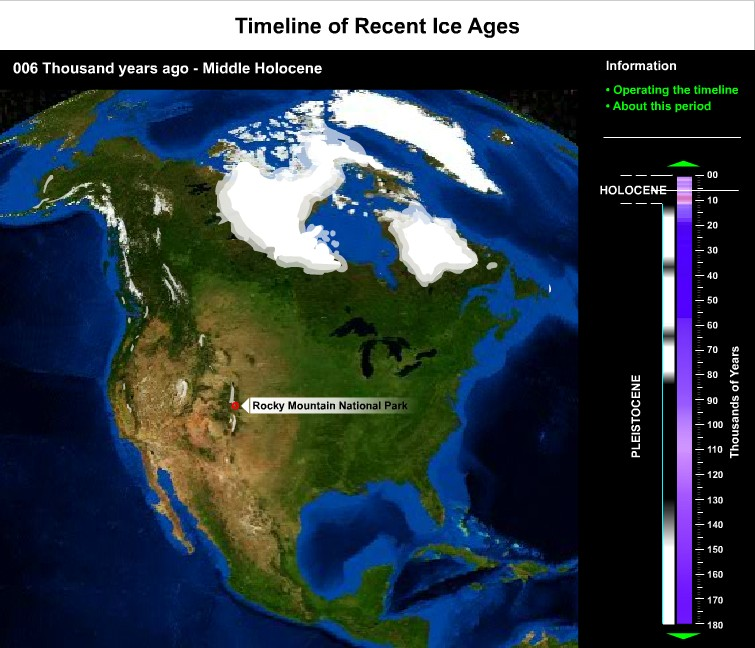 Timeline of Recent Ice Ages
006 Thousand years ago - Middle Holocene
Information
• Operating the timeline
• About this period
HOLOCENE
00
10
20
30
40
50
60
70
80
90
100
110
120
130
140
150
160
170
180
PLEISTOCENE
Thousands of Years
Rocky Mountain National Park